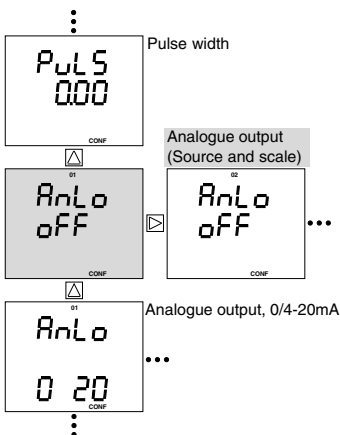 Pulse width
PuLS
0.00
CONF
Analogue output
(Source and scale)
01
AnLo
oFF
CONF
02
AnLo
oFF
CONF
Analogue output, 0/4-20mA
01
AnLo
0 20
CONF